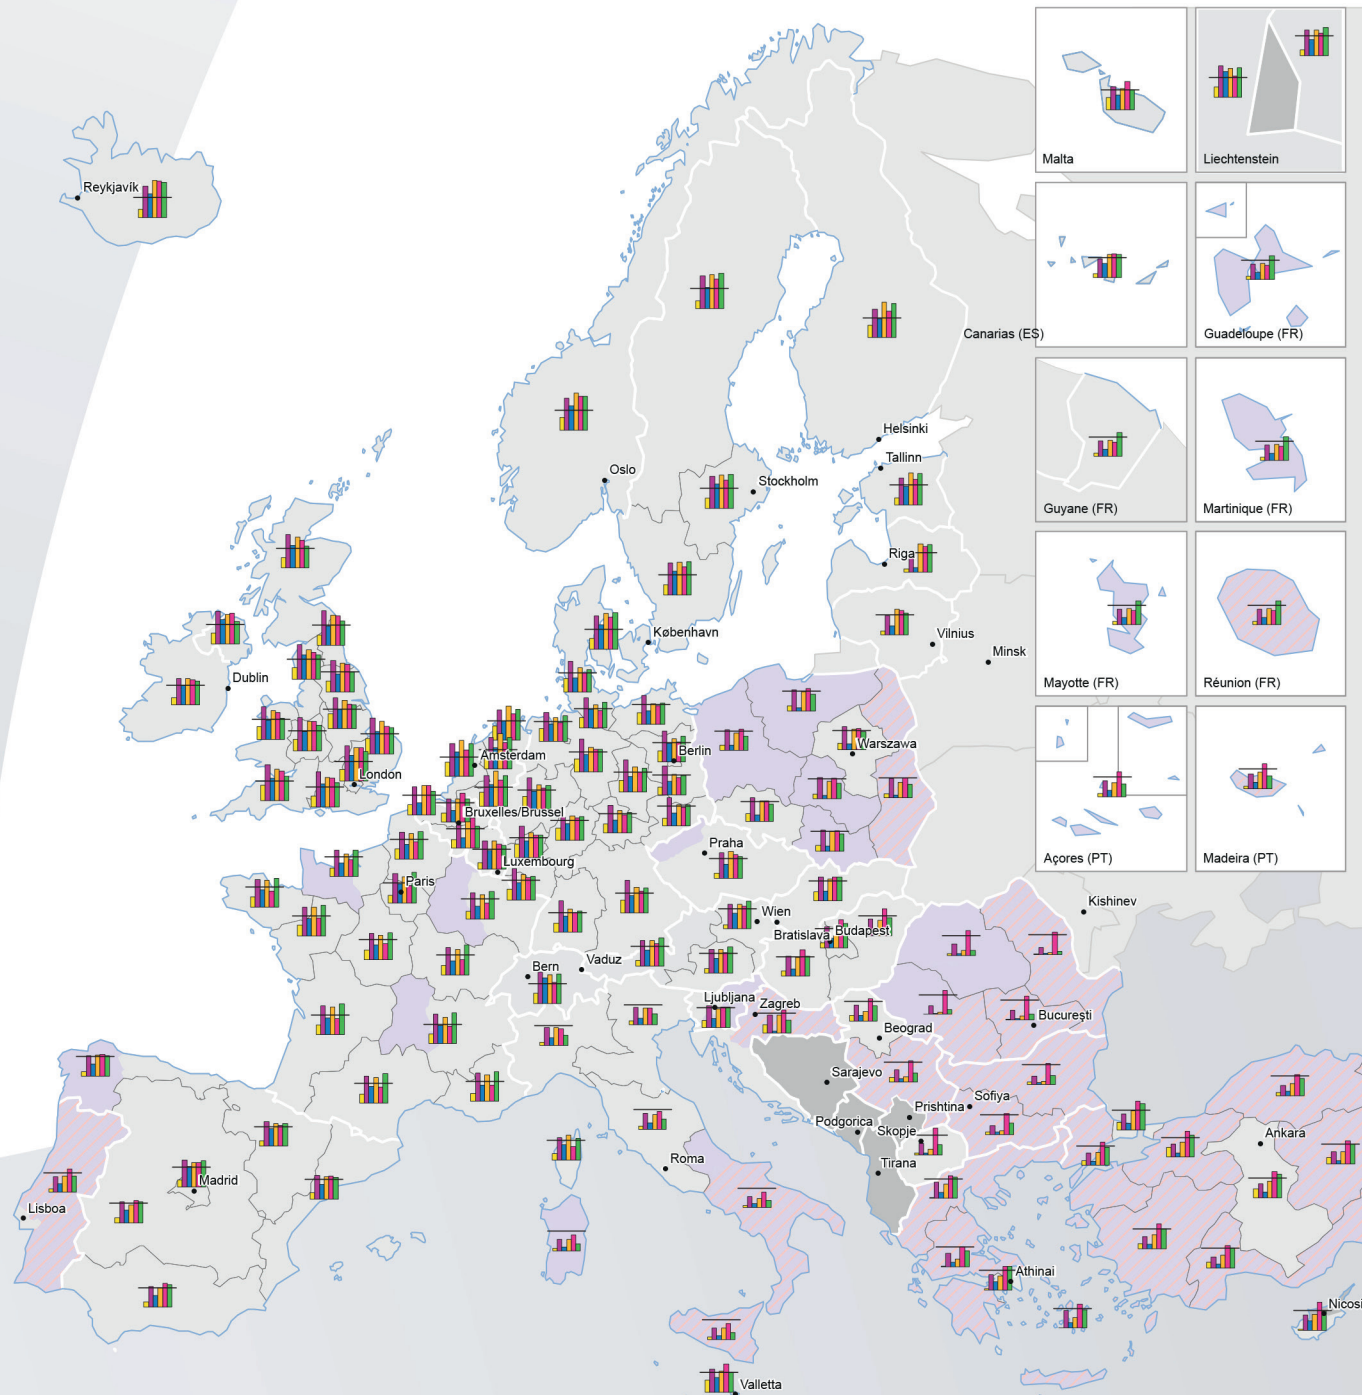 Malta
Liechtenstein
Reykjavík
Canarias (ES)
Guadeloupe (FR)
Helsinki
Tallinn
Oslo
Stockholm
Guyane (FR)
Martinique (FR)
Riga
København
Vilnius
Minsk
Dublin
Mayotte (FR)
Réunion (FR)
Warszawa
Berlin
Amsterdam
London
Bruxelles/Brussel
Praha
Luxembourg
Açores (PT)
Madeira (PT)
Paris
Kishinev
Wien
Bratislava
Budapest
Bern
Vaduz
Ljubljana
Zagreb
Bucureşti
Beograd
Sarajevo
Sofiya
Prishtina
Podgorica
Skopje
Ankara
Roma
Tirana
Madrid
Lisboa
Athinai
Nicosi
Valletta